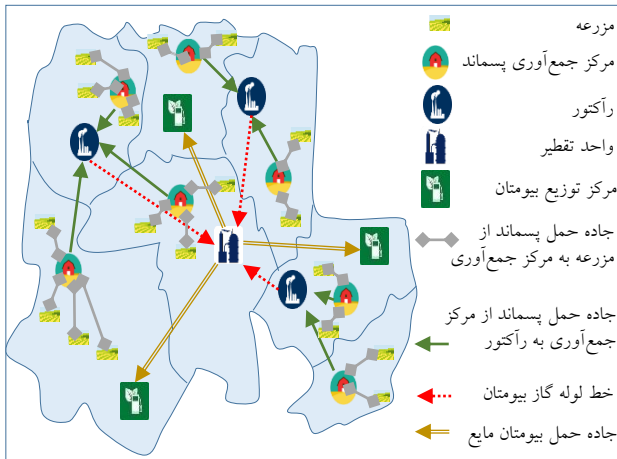 مزرعه
مرکز جمع‌آوری پسماند
رآکتور
واحد تقطیر
مرکز توزیع بیومتان
جاده حمل پسماند از
مزرعه به مرکز جمع‌آوری
جاده حمل پسماند از مرکز
جمع‌آوری به رآکتور
خط لوله گاز بیومتان
جاده حمل بیومتان مایع